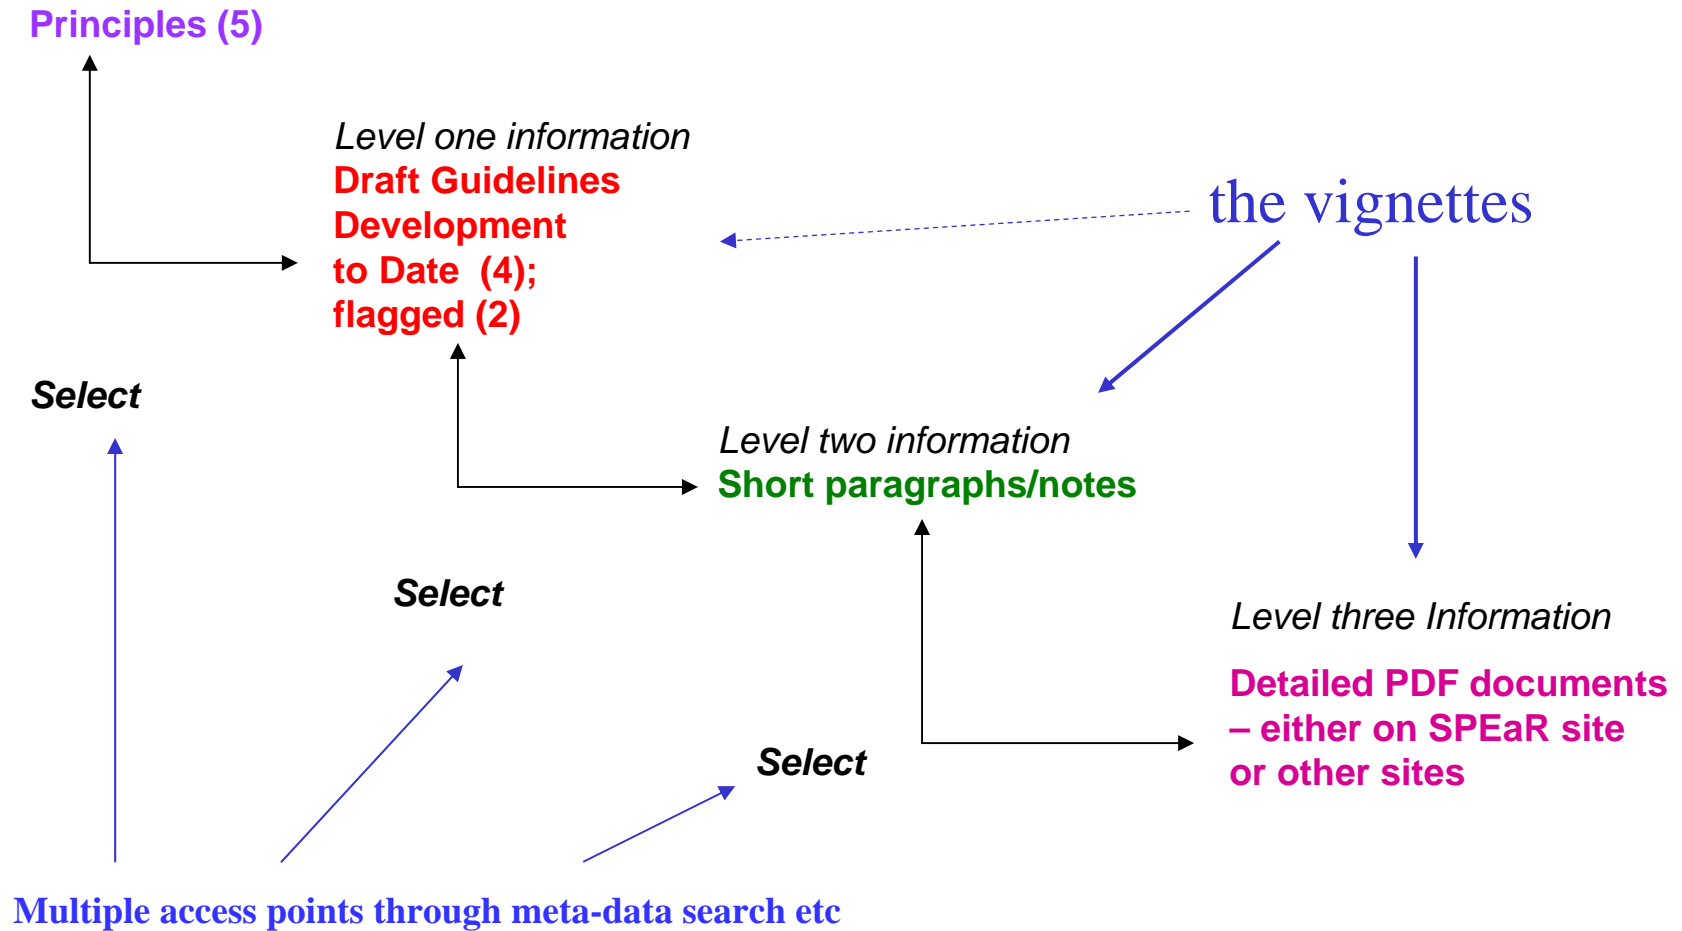 Principles (5)
Level one information
Draft Guidelines
Development
to Date (4);
flagged (2)
the vignettes
Select
Level two information
Short paragraphs/notes
Select
Level three Information
Detailed PDF documents
– either on SPEaR site
or other sites
Select
Multiple access points through meta-data search etc